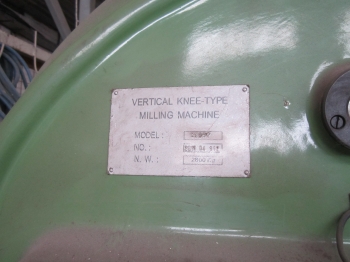 VERTICAL KNEE-TYPE
MILLING MACHINE
MODEL:
NO.:
N. W.: